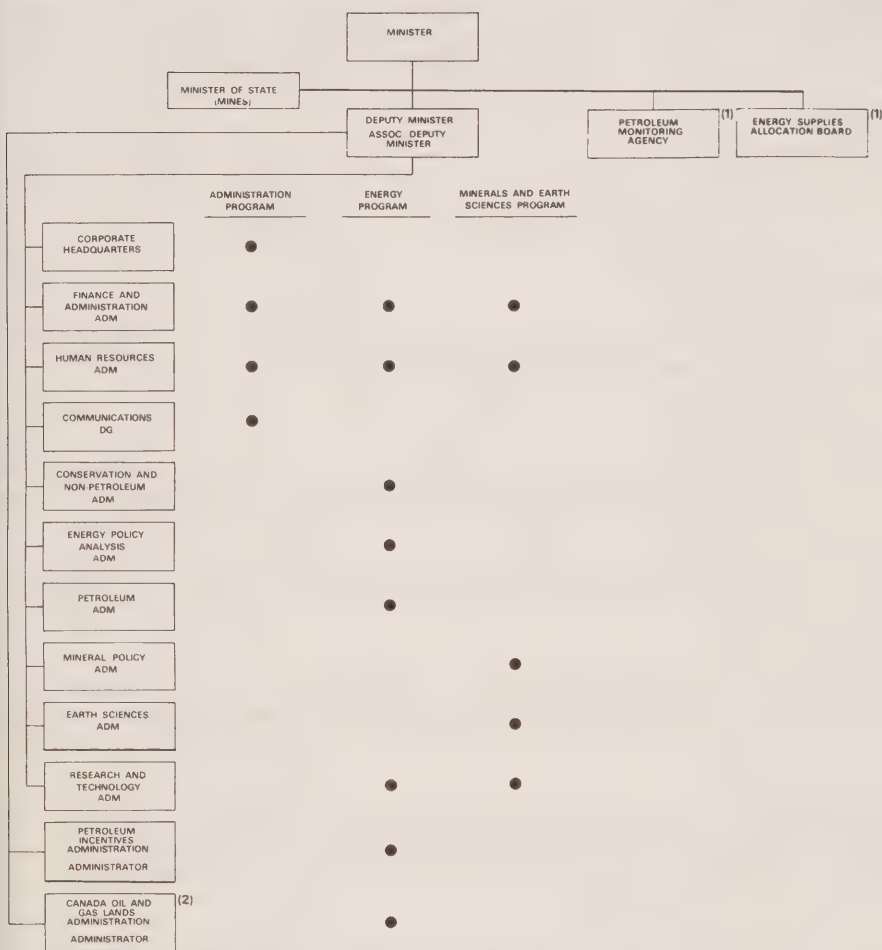 MINISTER
MINISTER OF STATE
(MINES)
DEPUTY MINISTER
ASSOC DEPUTY
MINISTER
PETROLEUM
MONITORING
AGENCY
(1)
ENERGY SUPPLIES
ALLOCATION BOARD
(1)
ADMINISTRATION
PROGRAM
ENERGY
PROGRAM
MINERALS AND EARTH
SCIENCES PROGRAM
CORPORATE
HEADQUARTERS
FINANCE AND
ADMINISTRATION
ADM
HUMAN RESOURCES
ADM
COMMUNICATIONS
DG
CONSERVATION AND
NON-PETROLEUM
ADM
ENERGY POLICY
ANALYSIS
ADM
PETROLEUM
ADM
MINERAL POLICY
ADM
EARTH SCIENCES
ADM
RESEARCH AND
TECHNOLOGY
ADM
PETROLEUM
INCENTIVES
ADMINISTRATION
ADMINISTRATOR
CANADA OIL AND
GAS LANDS
ADMINISTRATION
ADMINISTRATOR
(2)